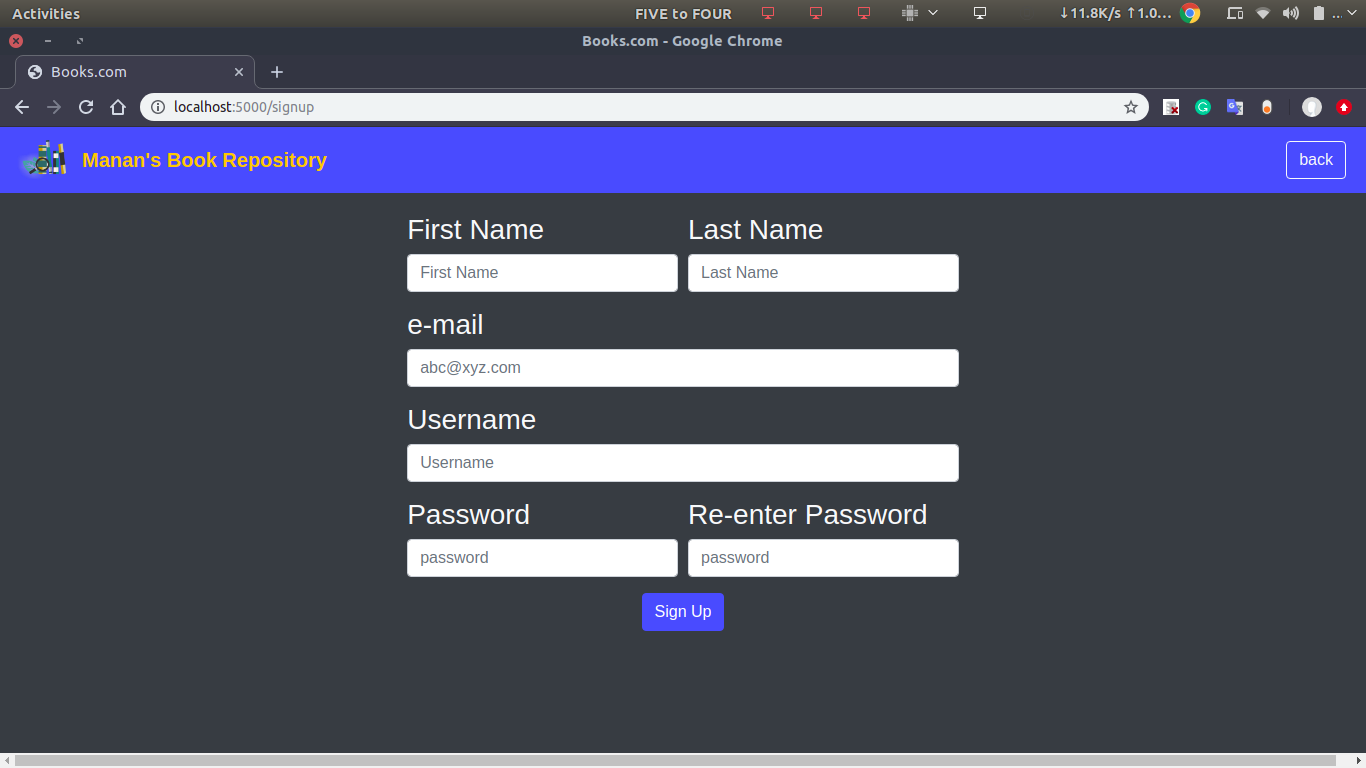 Activities FIVE to FOUR ↓11.8K/s ↑1.0... ...
Books.com - Google Chrome
Books.com
localhost:5000/signup
Manan's Book Repository back
First Name Last Name
First Name Last Name
e-mail
abc@xyz.com
Username
Username
Password Re-enter Password
password password
Sign Up